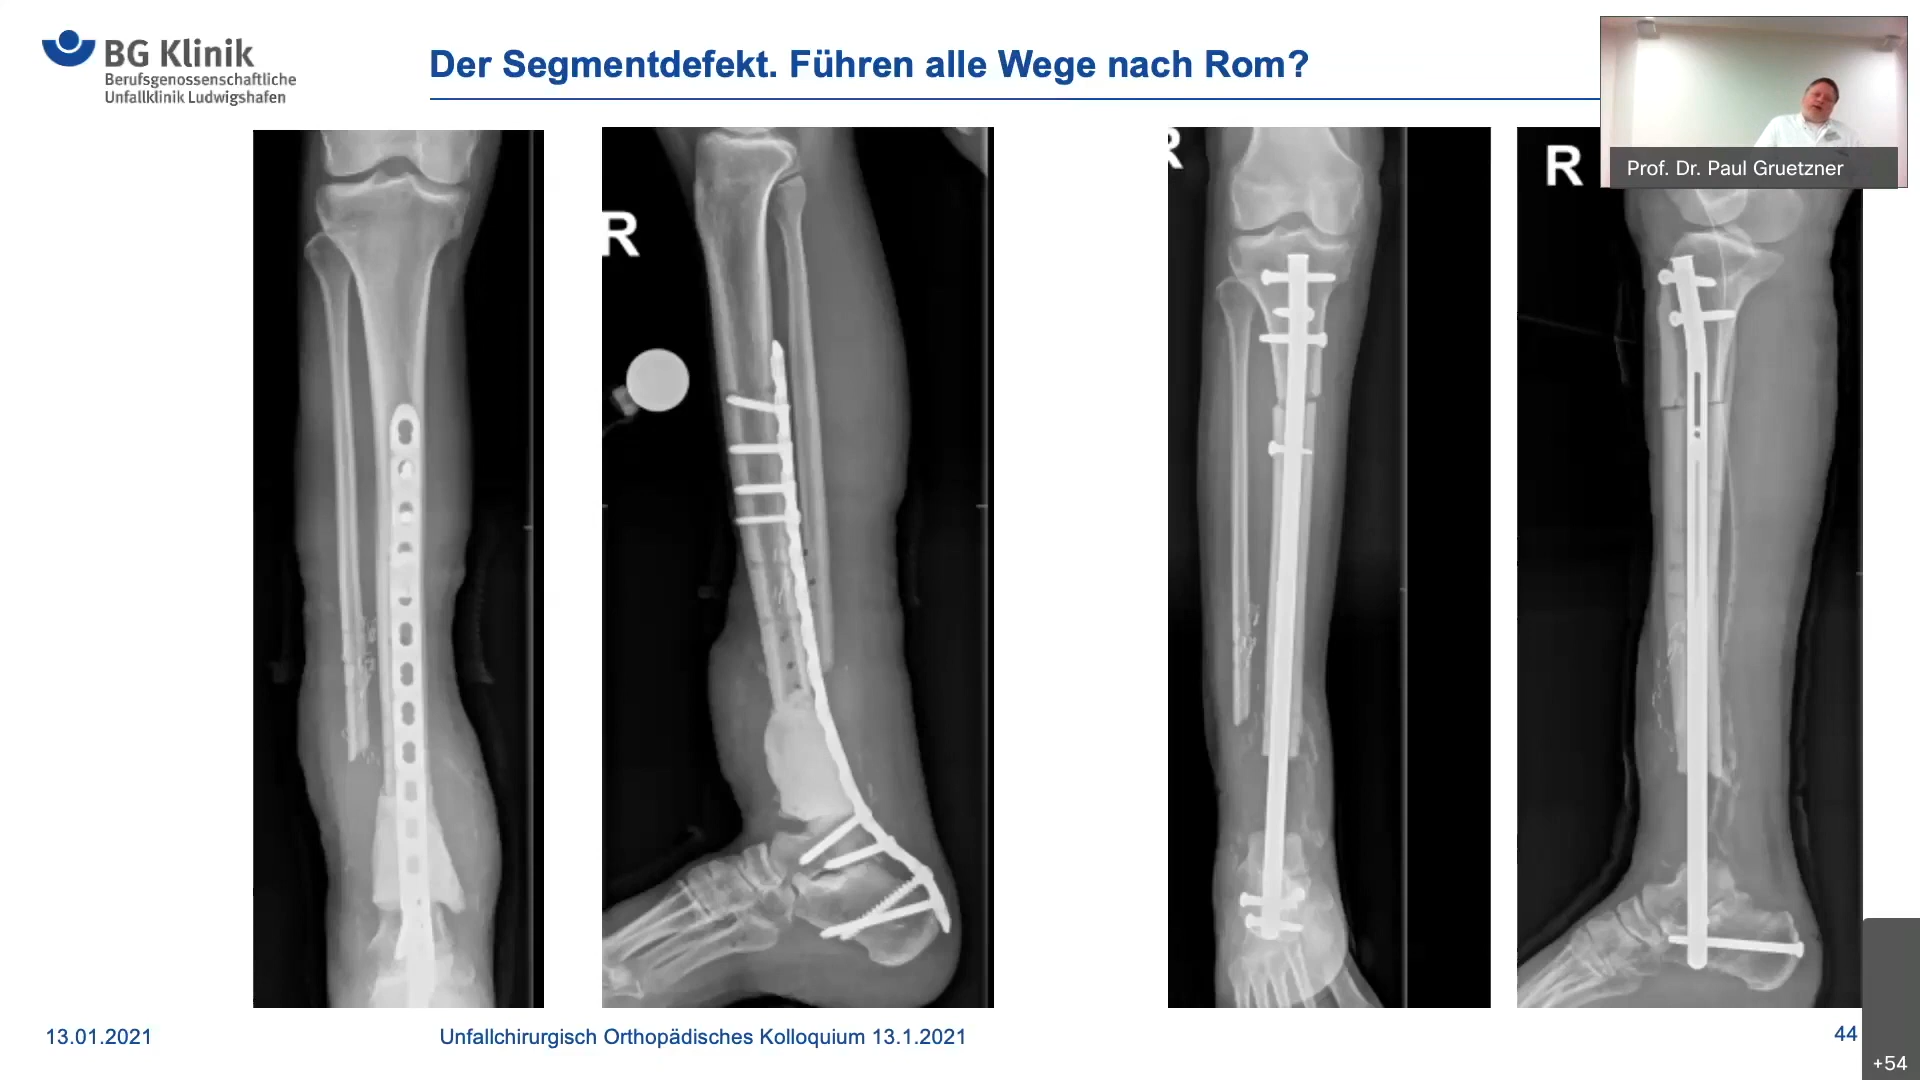 BG Klinik
Berufsgenossenschaftliche
Unfallklinik Ludwigshafen
Der Segmentdefekt. Führen alle Wege nach Rom?
Prof. Dr. Paul Gruetzner
R
R
R
13.01.2021
Unfallchirurgisch Orthopädisches Kolloquium 13.1.2021
44
+54